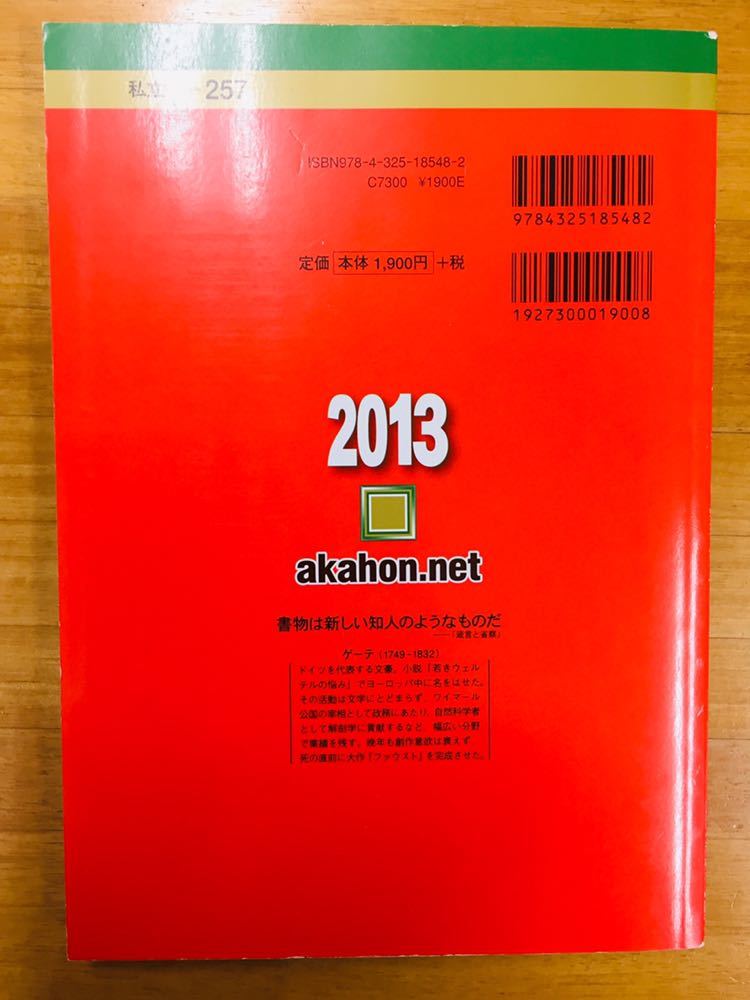 私立 257
ISBN978-4-325-18548-2
C7300 ¥1900E
9784325185482
定価 本体 1,900円 +税
1927300019008
2013
akahon.net
書物は新しい知人のようなものだ
――「箴言と省察」
ゲーテ (1749-1832)
ドイツを代表する文豪。小説「若きウェル
テルの悩み」でヨーロッパ中に名をはせた。
その活動は文学にとどまらず、ワイマール
公国の宰相として政務にあたり、自然科学者
として解剖学に貢献するなど、幅広い分野
で業績を残す。晩年も創作意欲は衰えず、
死の直前に大作「ファウスト」を完成させた。